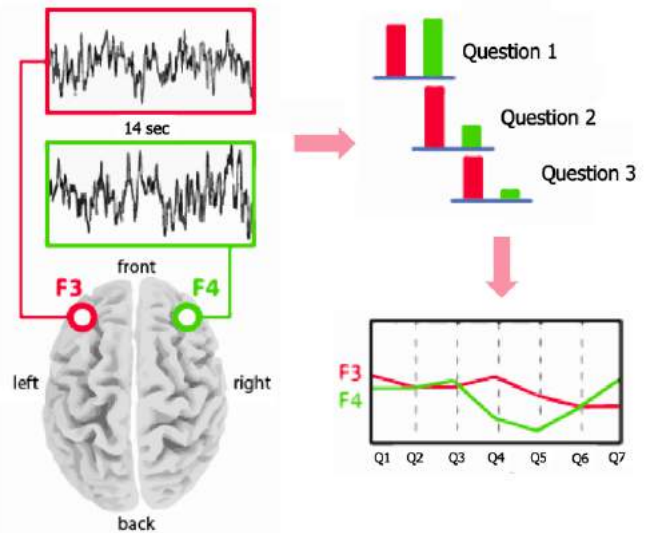 14 sec
front
F3
F4
left
right
back
Question 1
Question 2
Question 3
F3
F4
Q1 Q2 Q3 Q4 Q5 Q6 Q7